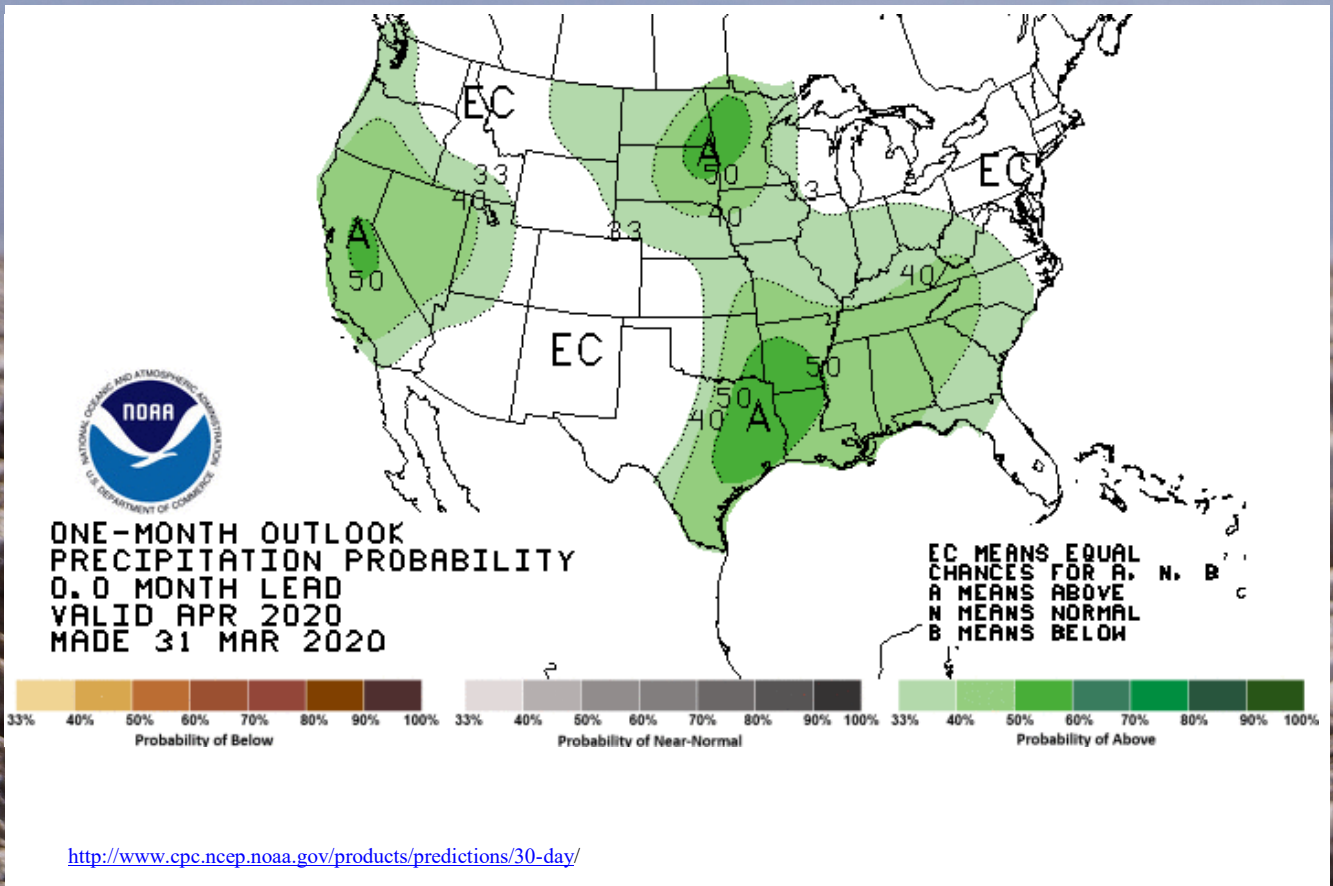 EC
A
50
33
EC
40
33
33
40
A
50
33
40
EC
50
50
40
A
NATIONAL OCEANIC AND ATMOSPHERIC ADMINISTRATION
NOAA
U.S. DEPARTMENT OF COMMERCE
ONE-MONTH OUTLOOK
PRECIPITATION PROBABILITY
0.0 MONTH LEAD
VALID APR 2020
MADE 31 MAR 2020
EC MEANS EQUAL
CHANCES FOR A, N, B
A MEANS ABOVE
N MEANS NORMAL
B MEANS BELOW
33% 40% 50% 60% 70% 80% 90% 100%
Probability of Below
33% 40% 50% 60% 70% 80% 90% 100%
Probability of Near-Normal
33% 40% 50% 60% 70% 80% 90% 100%
Probability of Above
http://www.cpc.ncep.noaa.gov/products/predictions/30-day/